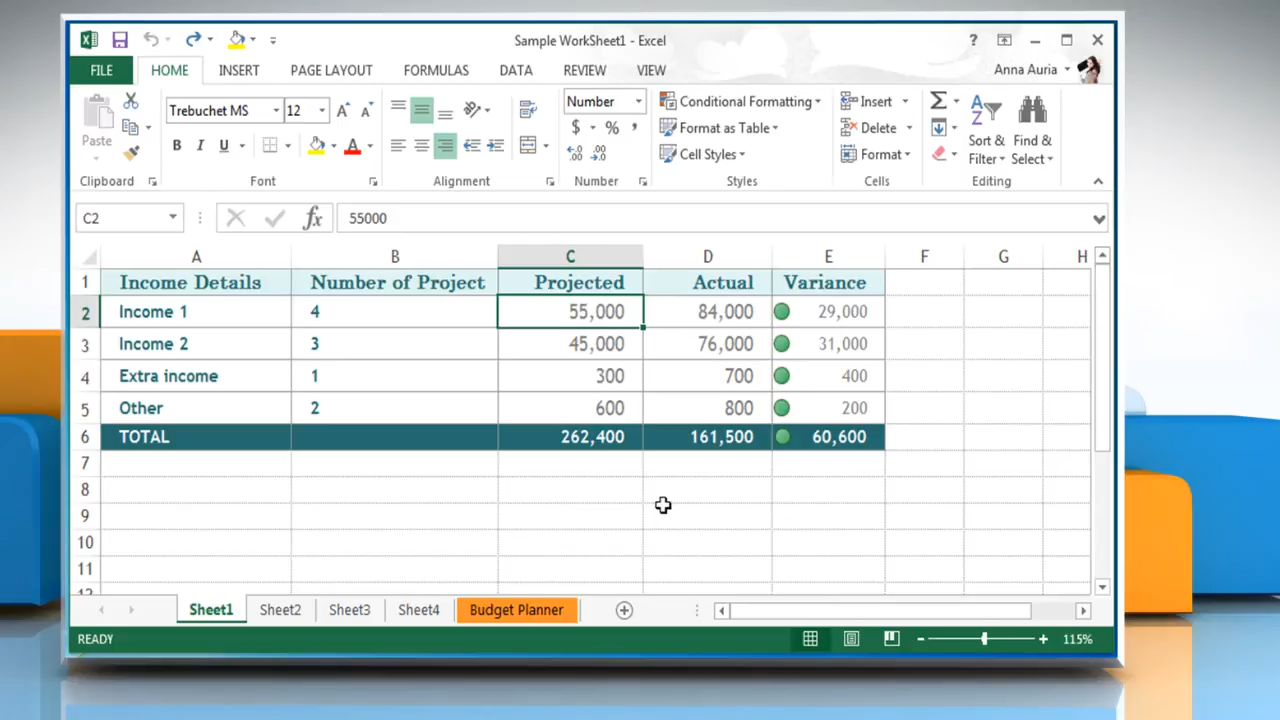 Sample WorkSheet1 - Excel
?
FILE HOME INSERT PAGE LAYOUT FORMULAS DATA REVIEW VIEW Anna Auria
Paste
Clipboard
Trebuchet MS 12 A A
B I U A
Font
Alignment
Number
$ % ,
.00 .0
Number
Conditional Formatting
Format as Table
Cell Styles
Styles
Insert
Delete
Format
Cells
Σ
A Z
Sort & Filter
Find & Select
Editing
C2 fx 55000
A B C D E F G H
1 Income Details Number of Project Projected Actual Variance
2 Income 1 4 55,000 84,000 29,000
3 Income 2 3 45,000 76,000 31,000
4 Extra income 1 300 700 400
5 Other 2 600 800 200
6 TOTAL 262,400 161,500 60,600
7
8
9
10
11
Sheet1 Sheet2 Sheet3 Sheet4 Budget Planner
READY 115%